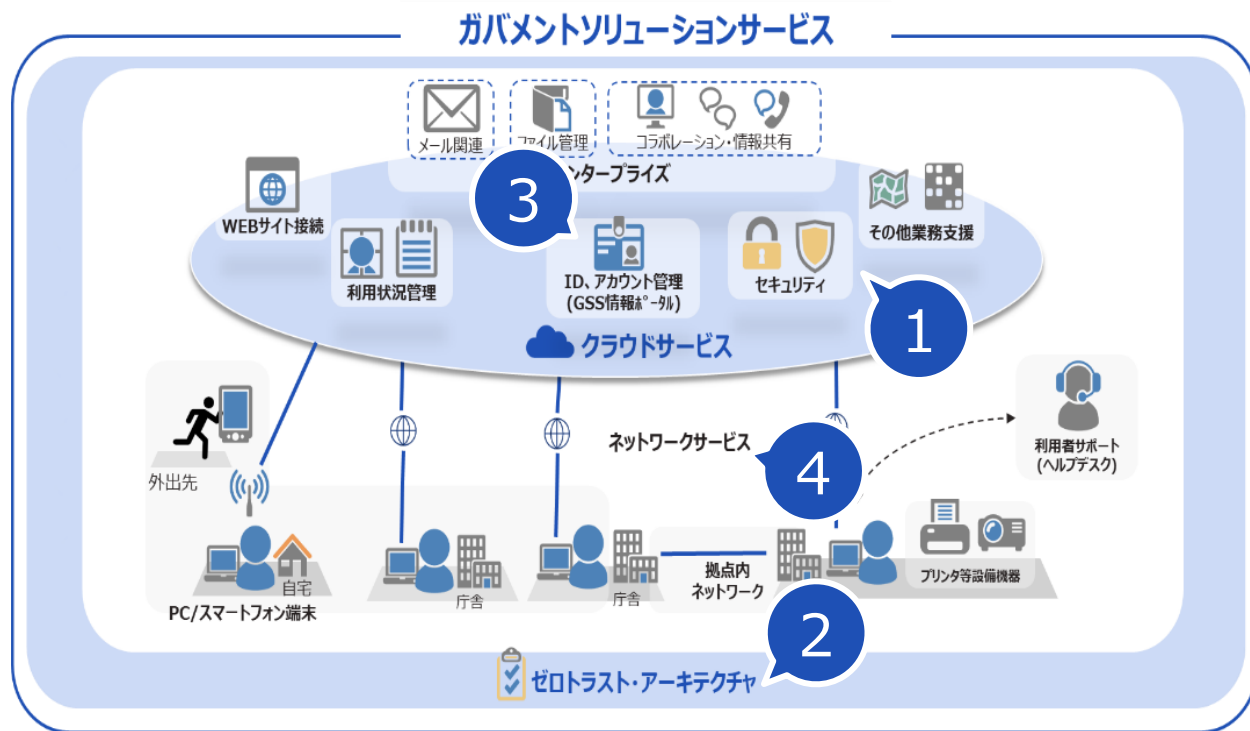 ガバメントソリューションサービス
メール関連
ファイル管理
コラボレーション・情報共有
ンタープライズ
3
WEBサイト接続
利用状況管理
ID、アカウント管理
(GSS情報ﾎﾟｰﾀﾙ)
セキュリティ
その他業務支援
1
クラウドサービス
外出先
ネットワークサービス
4
利用者サポート
(ヘルプデスク)
自宅
PC/スマートフォン端末
庁舎
庁舎
拠点内
ネットワーク
プリンタ等設備機器
2
ゼロトラスト・アーキテクチャ